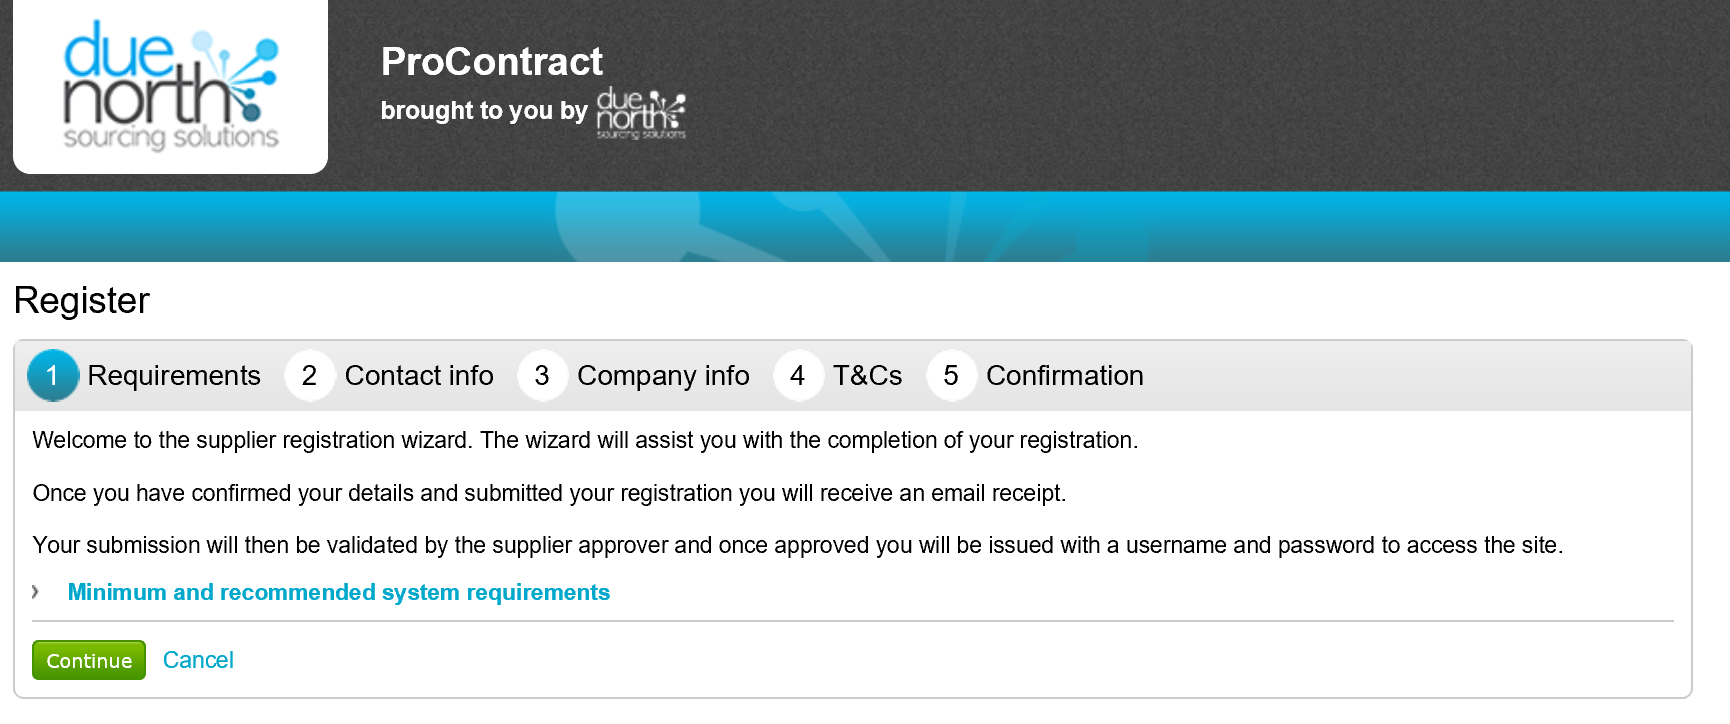 due
north
sourcing solutions
ProContract
brought to you by due north sourcing solutions
Register
1 Requirements 2 Contact info 3 Company info 4 T&Cs 5 Confirmation
Welcome to the supplier registration wizard. The wizard will assist you with the completion of your registration.
Once you have confirmed your details and submitted your registration you will receive an email receipt.
Your submission will then be validated by the supplier approver and once approved you will be issued with a username and password to access the site.
Minimum and recommended system requirements
Continue Cancel